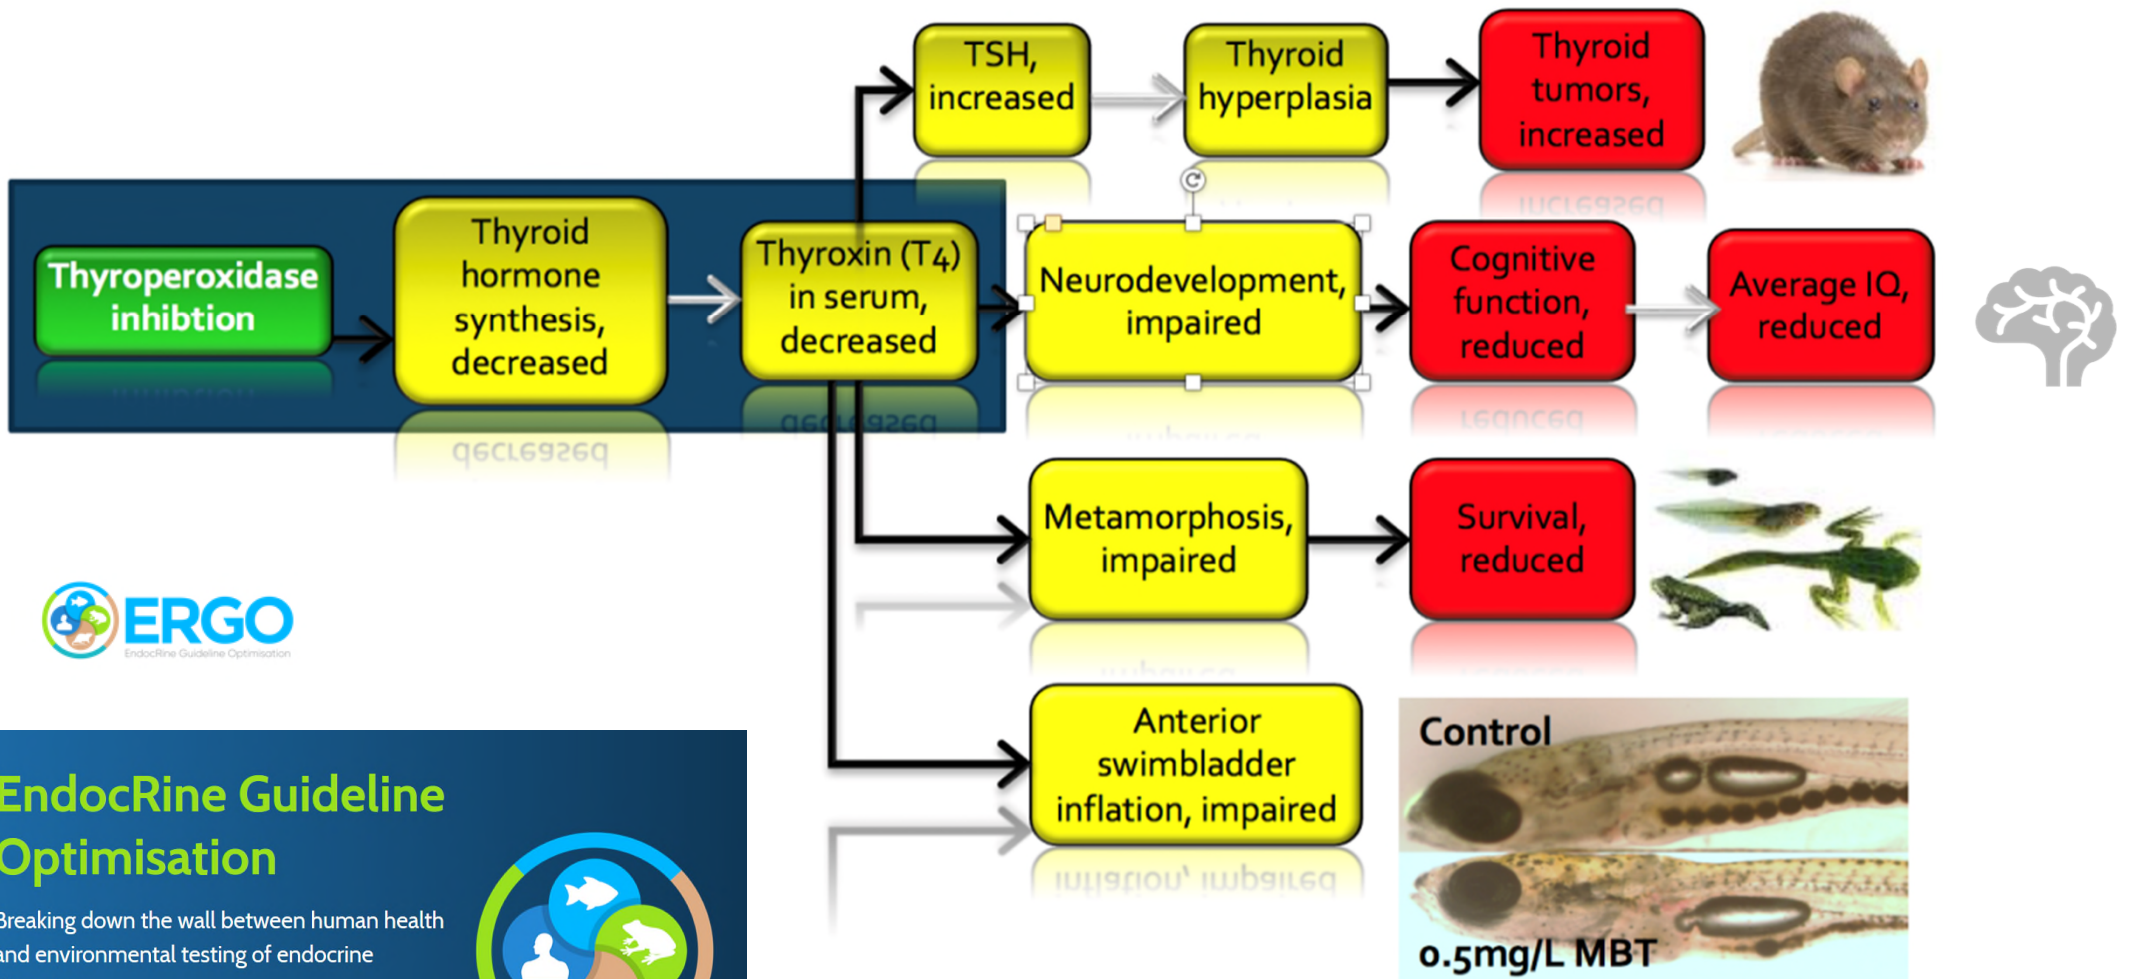 TSH,
increased
Thyroid
hyperplasia
Thyroid
tumors,
increased
Thyroperoxidase
inhibtion
Thyroid
hormone
synthesis,
decreased
Thyroxin (T4)
in serum,
decreased
Neurodevelopment,
impaired
Cognitive
function,
reduced
Average IQ,
reduced
Metamorphosis,
impaired
Survival,
reduced
Anterior
swimbladder
inflation, impaired
Control
0.5mg/L MBT
ERGO
EndocRine Guideline Optimisation
EndocRine Guideline
Optimisation
Breaking down the wall between human health
and environmental testing of endocrine